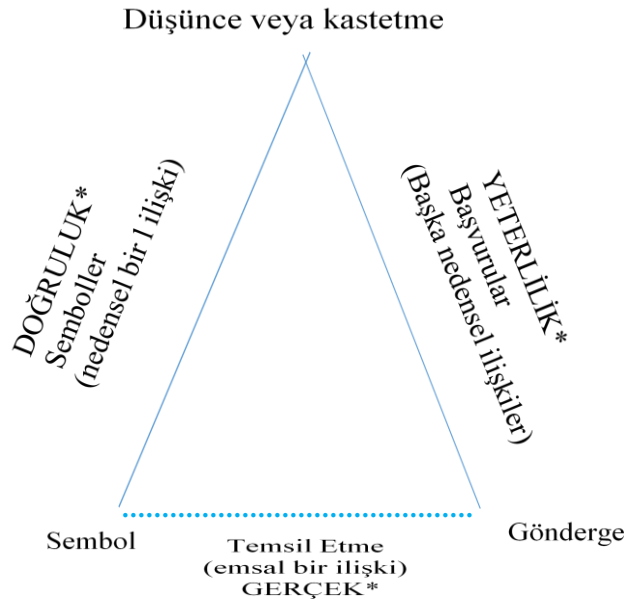 Düşünce veya kastetme
DOĞRULUK*
Semboller
(nedensel bir l ilişki)
YETERLİLİK*
Başvurular
(Başka nedensel ilişkiler)
Sembol
Temsil Etme
(emsal bir ilişki)
GERÇEK*
Gönderge